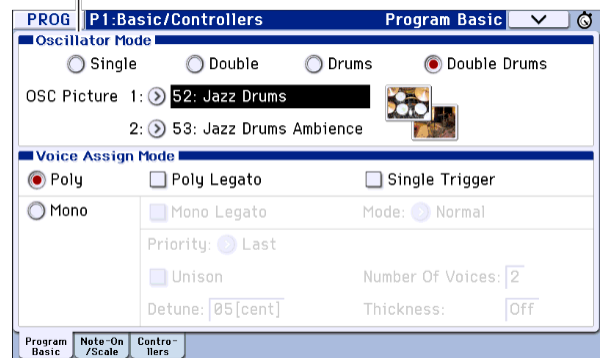 PROG P1:Basic/Controllers Program Basic
Oscillator Mode
Single Double Drums Double Drums
OSC Picture 1: 52: Jazz Drums
2: 53: Jazz Drums Ambience
Voice Assign Mode
Poly Poly Legato Single Trigger
Mono Mono Legato Mode: Normal
Priority: Last
Unison Number Of Voices: 2
Detune: 05[cent] Thickness: Off
Program Basic Note-On /Scale Contro- llers